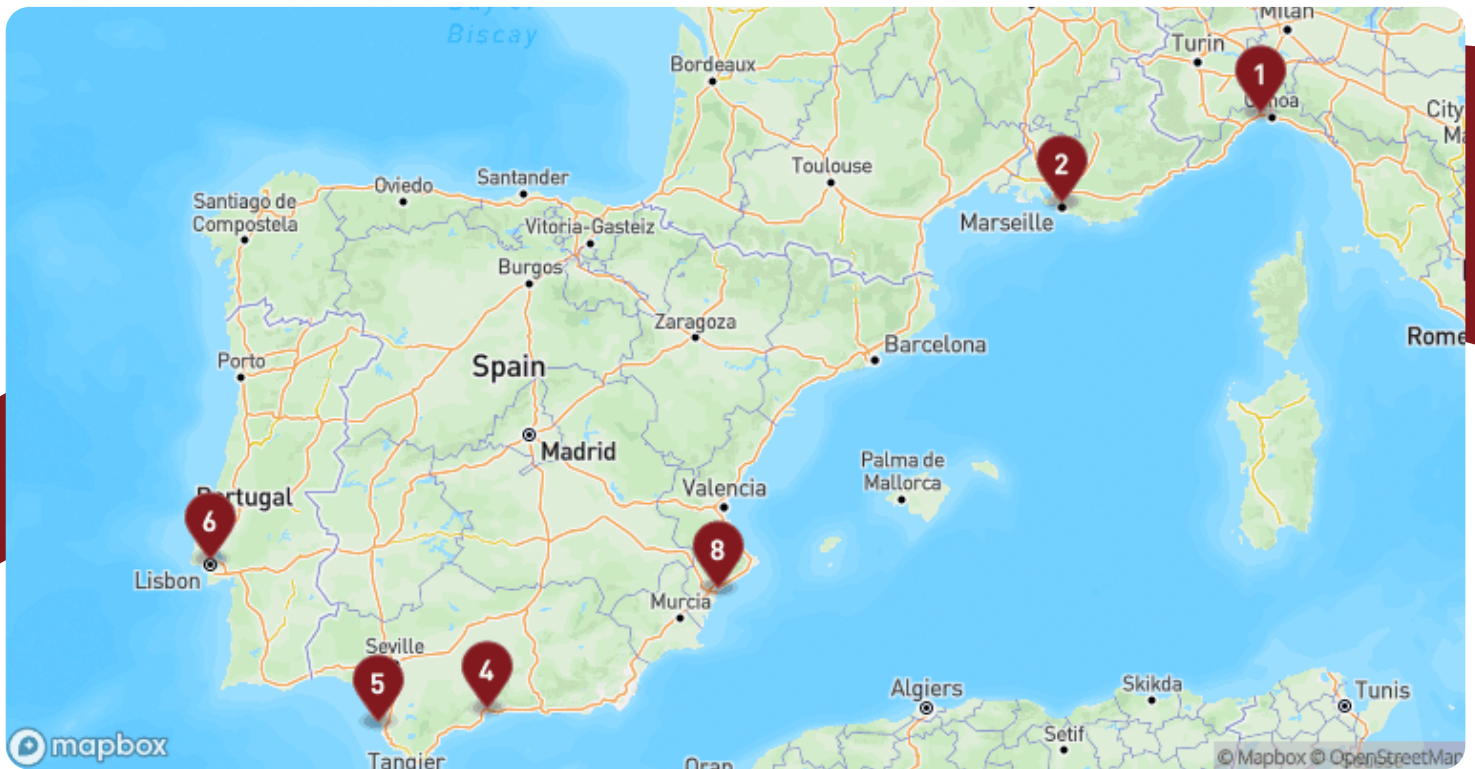 Bay of
Biscay
Milan
Turin
Bordeaux
1
Genoa
City
2
Toulouse
Oviedo
Santander
Santiago de
Compostela
Marseille
Vitoria-Gasteiz
Burgos
Zaragoza
Rome
Barcelona
Porto
Spain
Madrid
Palma de
Mallorca
Valencia
Portugal
6
8
Lisbon
Murcia
Seville
4
5
Algiers
Skikda
Tunis
Setif
mapbox
Tangier
Oran
© Mapbox © OpenStreetMap